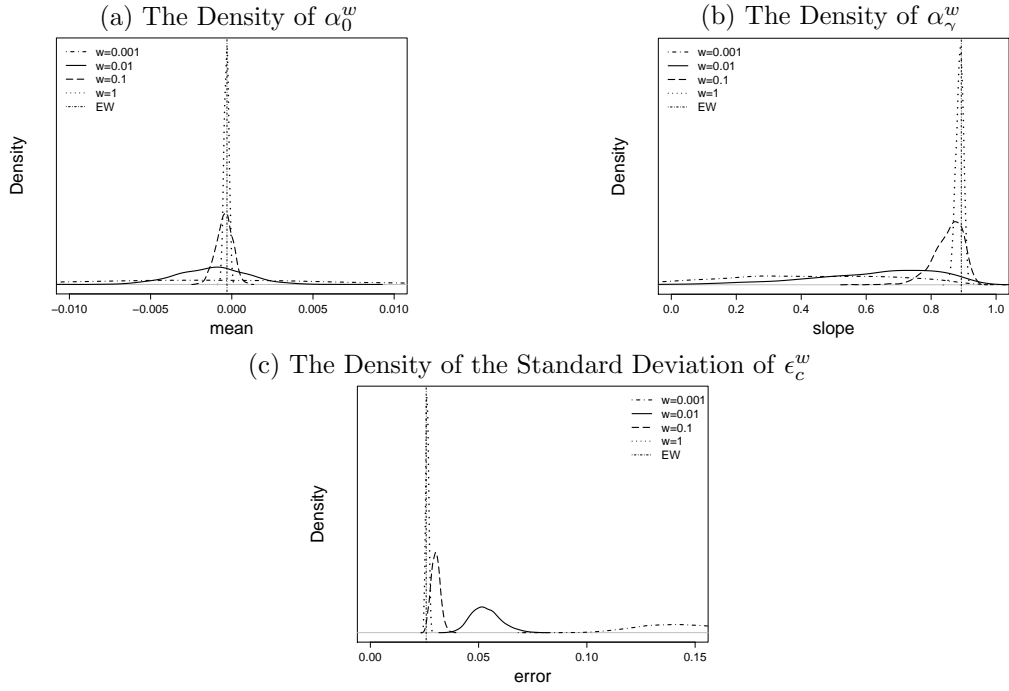 (a) The Density of α₀ʷ
w=0.001
w=0.01
w=0.1
w=1
EW
Density
−0.010 −0.005 0.000 0.005 0.010
mean
(b) The Density of αᵧʷ
w=0.001
w=0.01
w=0.1
w=1
EW
Density
0.0 0.2 0.4 0.6 0.8 1.0
slope
(c) The Density of the Standard Deviation of ϵ_c^w
w=0.001
w=0.01
w=0.1
w=1
EW
Density
0.00 0.05 0.10 0.15
error